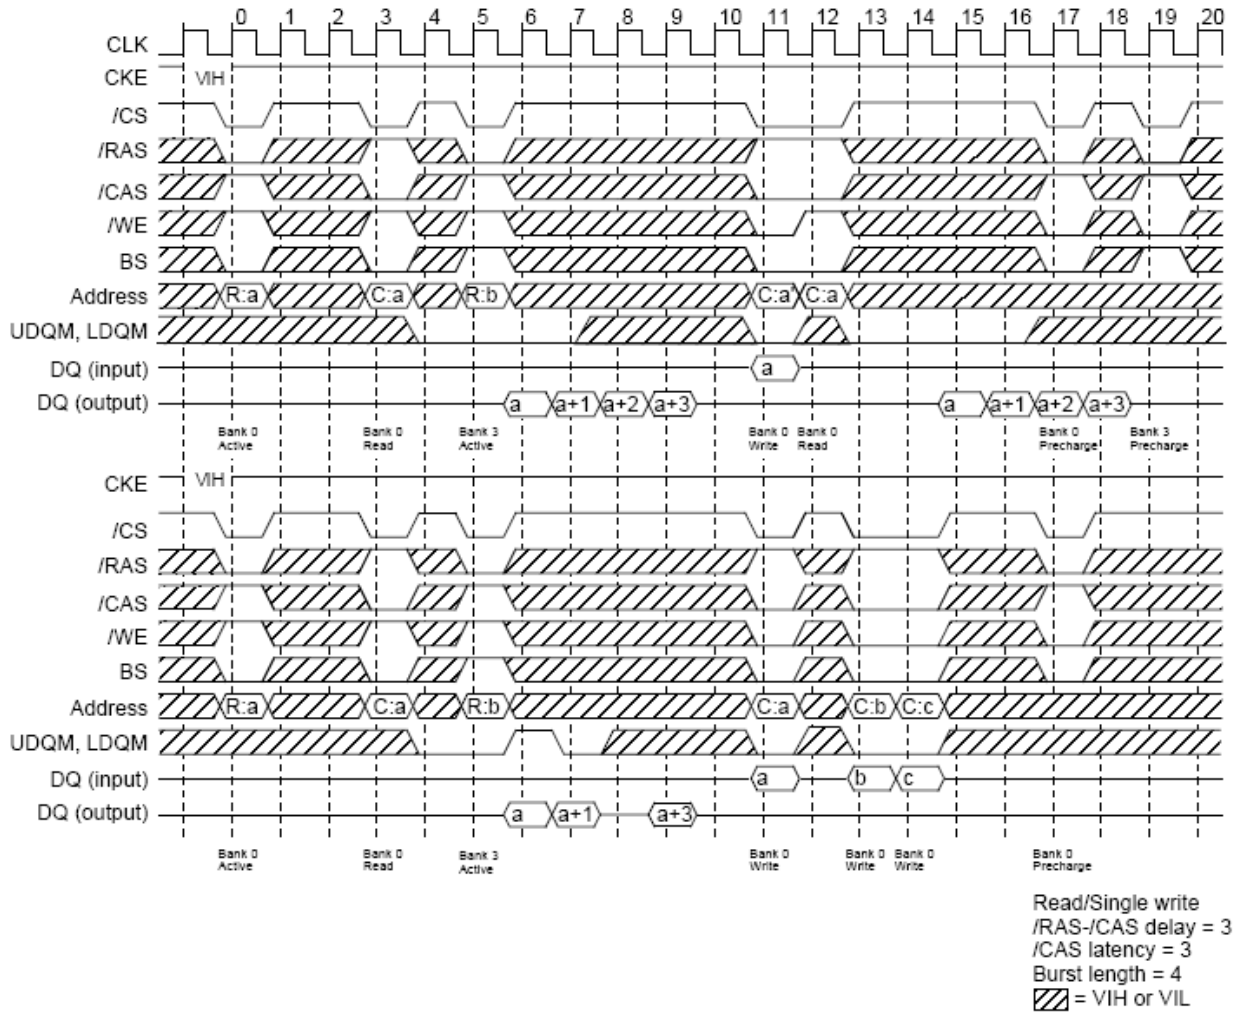 0 1 2 3 4 5 6 7 8 9 10 11 12 13 14 15 16 17 18 19 20
CLK
CKE VIH
/CS
/RAS
/CAS
/WE
BS
Address R:a C:a R:b C:a' C:a
UDQM, LDQM
DQ (input) a
DQ (output) a a+1 a+2 a+3 a a+1 a+2 a+3
Bank 0 Bank 0 Bank 3 Bank 0 Bank 0 Bank 0 Bank 3
Active Read Active Write Read Precharge Precharge
CKE VIH
/CS
/RAS
/CAS
/WE
BS
Address R:a C:a R:b C:a C:b C:c
UDQM, LDQM
DQ (input) a b c
DQ (output) a a+1 a+3
Bank 0 Bank 0 Bank 3 Bank 0 Bank 0 Bank 0 Bank 0
Active Read Active Write Write Write Precharge
Read/Single write
/RAS-/CAS delay = 3
/CAS latency = 3
Burst length = 4
= VIH or VIL